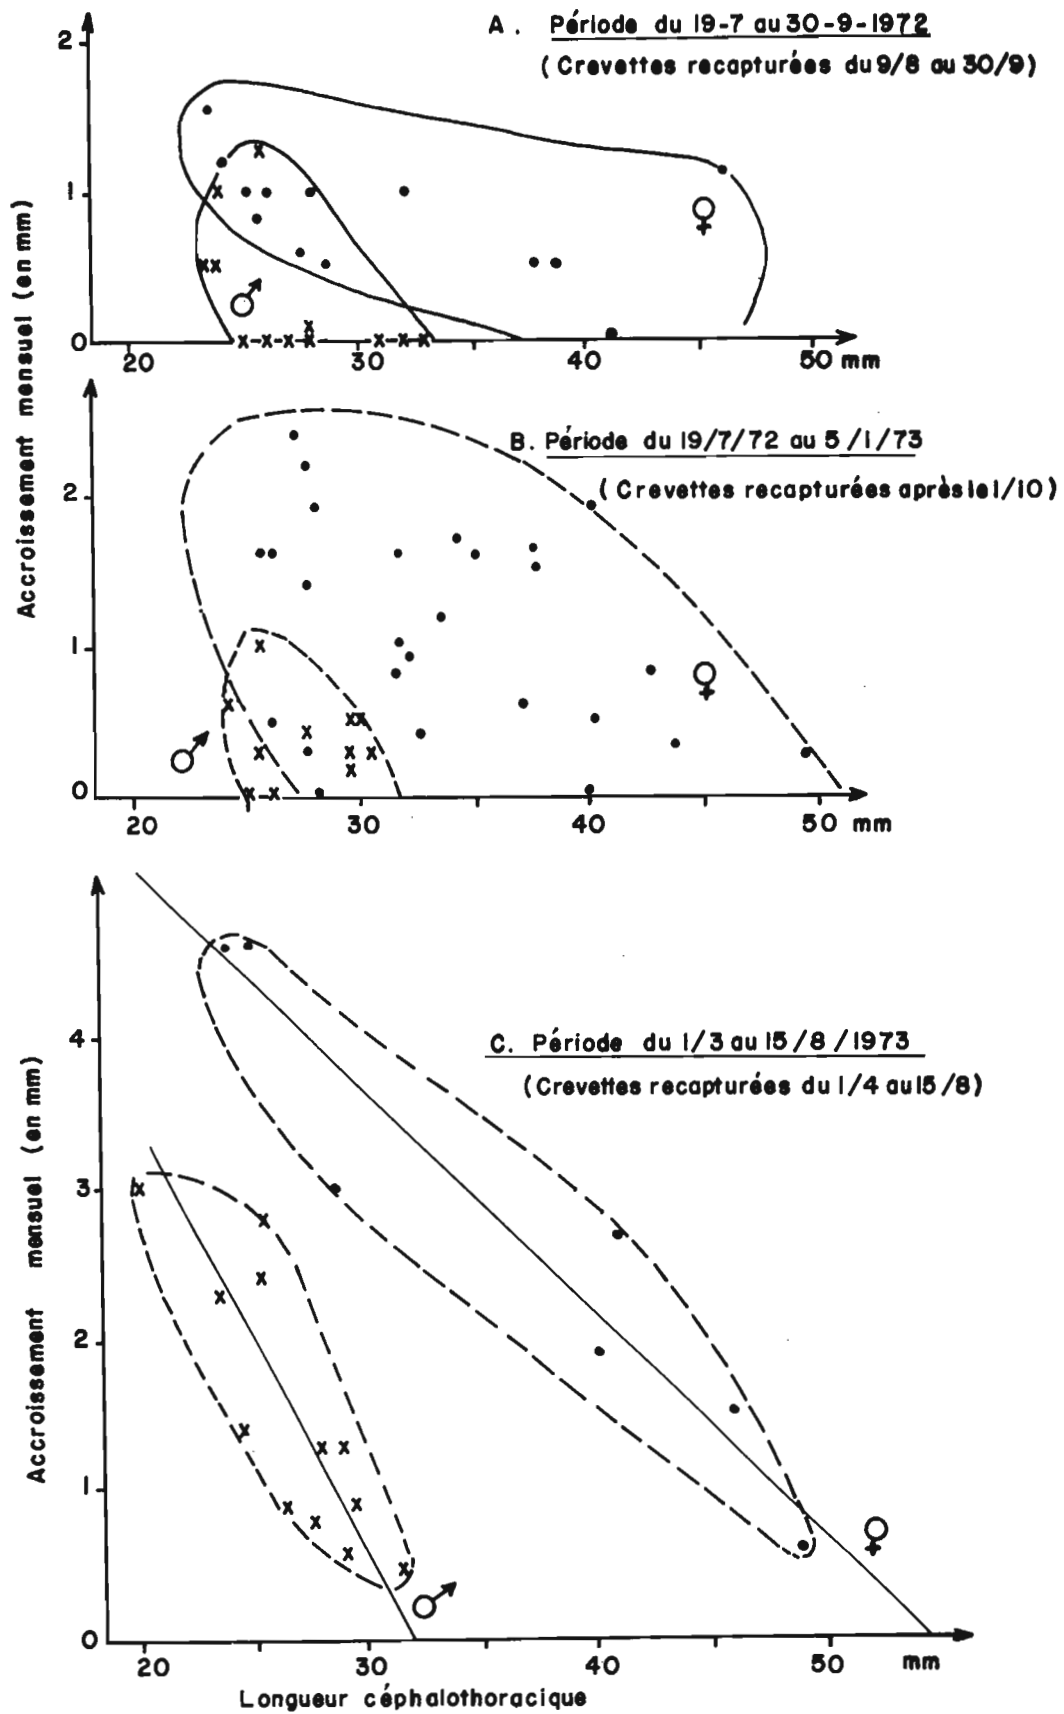 A. Période du 19-7 au 30-9-1972
(Crevettes recapturées du 9/8 au 30/9)
2
1
♀
♂
0
20 30 40 50 mm
Accroissement mensuel (en mm)
B. Période du 19/7/72 au 5/1/73
(Crevettes recapturées après le 1/10)
2
1
♀
♂
0
20 30 40 50 mm
C. Période du 1/3 au 15/8/1973
(Crevettes recapturées du 1/4 au 15/8)
4
3
2
1
♀
♂
0
Accroissement mensuel (en mm)
20 30 40 50 mm
Longueur céphalothoracique